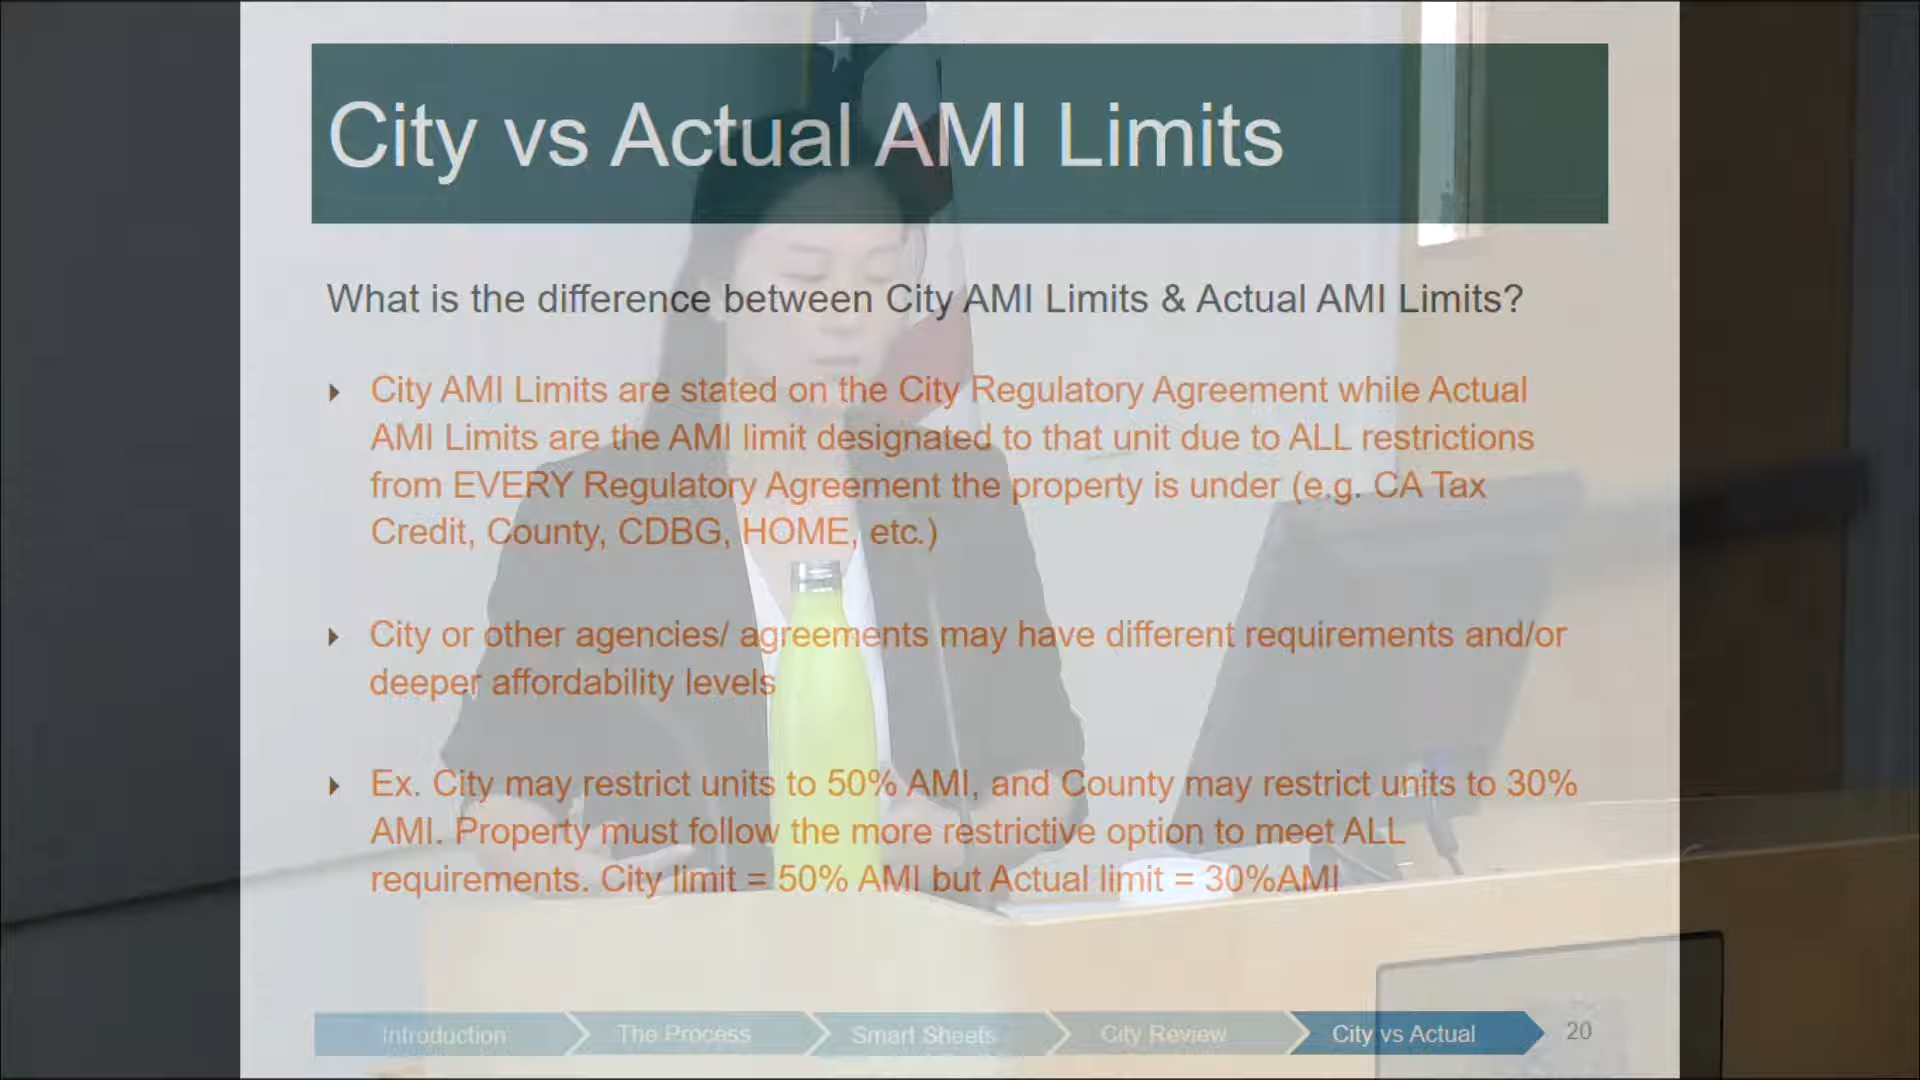 City vs Actual AMI Limits
What is the difference between City AMI Limits & Actual AMI Limits?
City AMI Limits are stated on the City Regulatory Agreement while Actual
AMI Limits are the AMI limit designated to that unit due to ALL restrictions
from EVERY Regulatory Agreement the property is under (e.g. CA Tax
Credit, County, CDBG, HOME, etc.)
City or other agencies/ agreements may have different requirements and/or
deeper affordability levels
Ex. City may restrict units to 50% AMI, and County may restrict units to 30%
AMI. Property must follow the more restrictive option to meet ALL
requirements. City limit = 50% AMI but Actual limit = 30%AMI
Introduction The Process Smart Sheets City Review City vs Actual 20